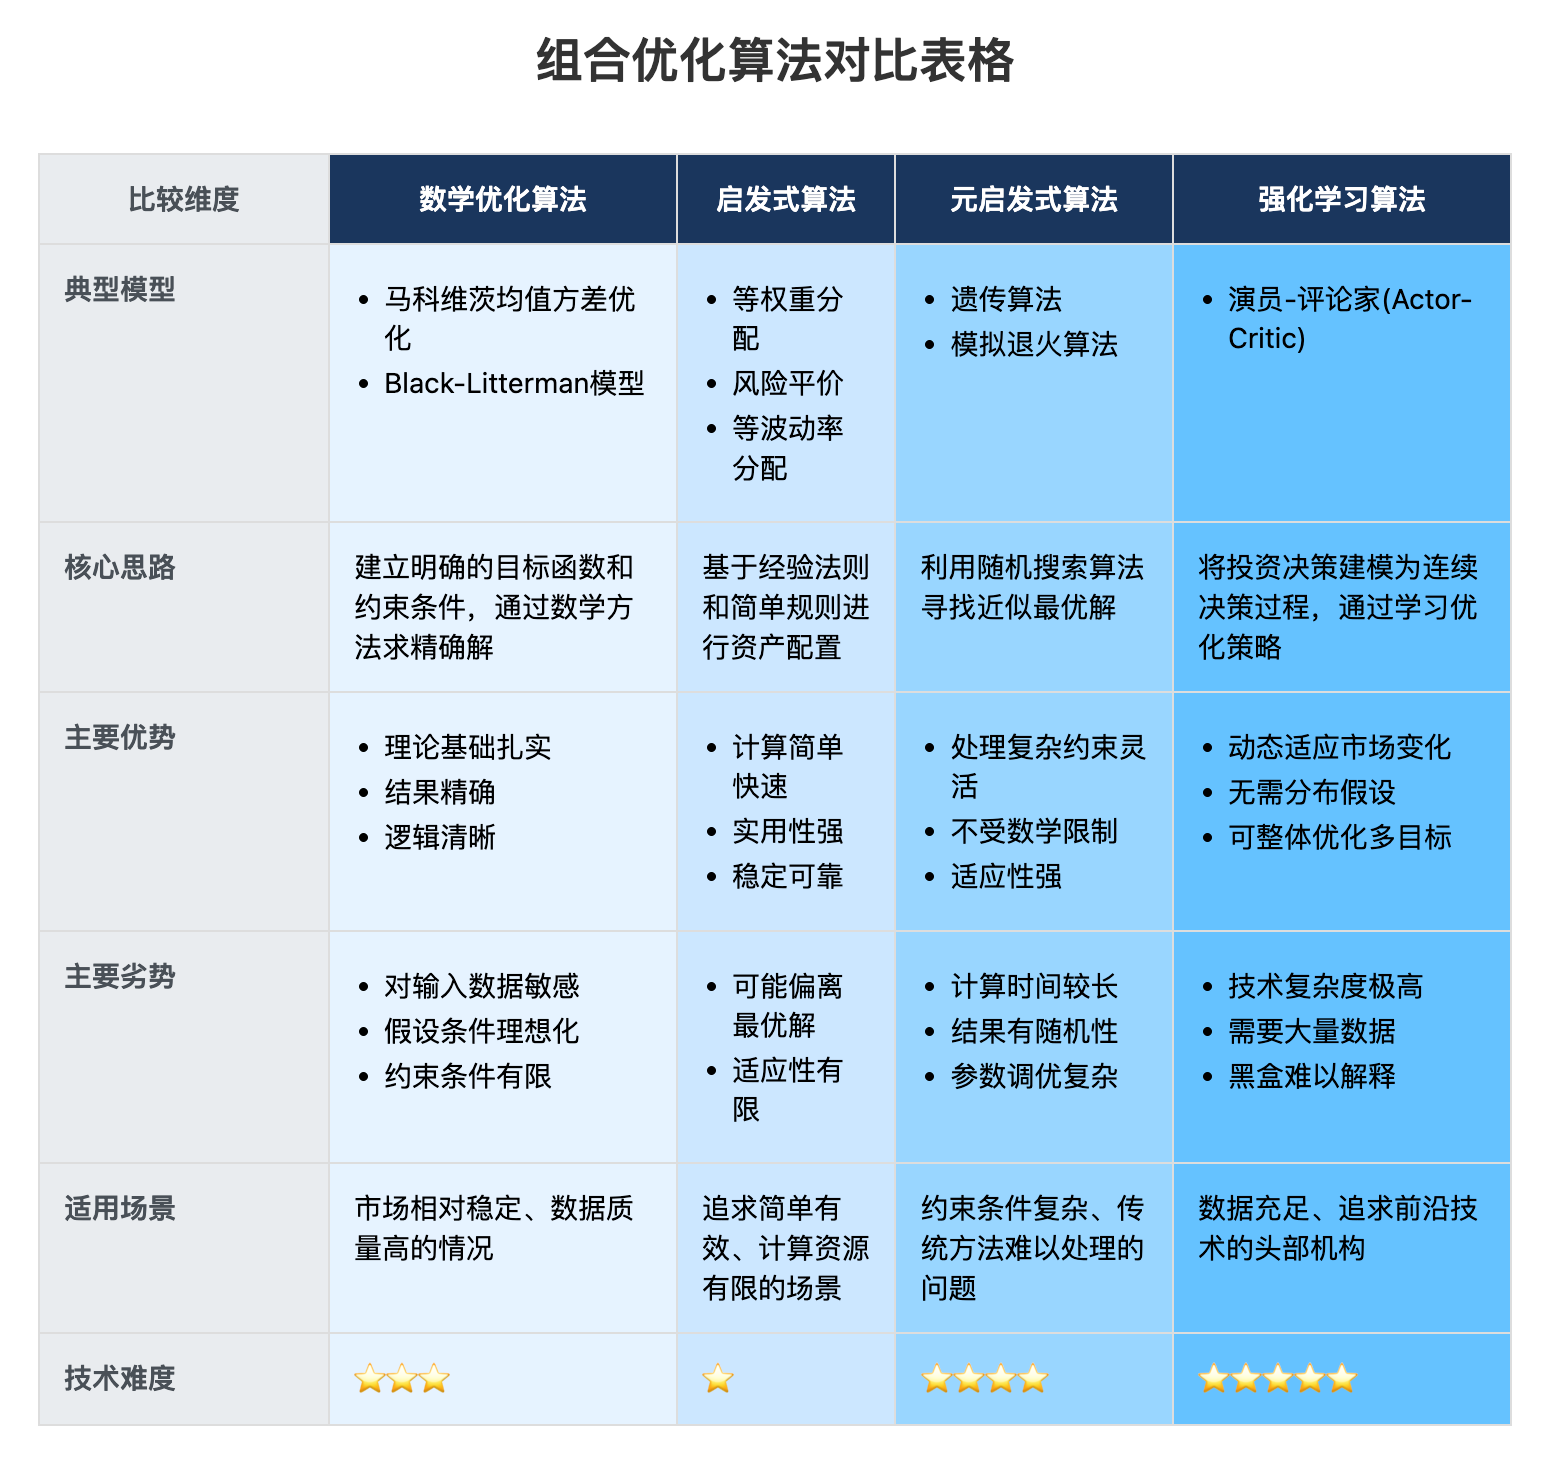 组合优化算法对比表格
比较维度
数学优化算法
启发式算法
元启发式算法
强化学习算法
典型模型
• 马科维茨均值方差优
化
• Black-Litterman模型
• 等权重分
配
• 风险平价
• 等波动率
分配
• 遗传算法
• 模拟退火算法
• 演员-评论家(Actor-
Critic)
核心思路
建立明确的目标函数和
约束条件，通过数学方
法求精确解
基于经验法则
和简单规则进
行资产配置
利用随机搜索算法
寻找近似最优解
将投资决策建模为连续
决策过程，通过学习优
化策略
主要优势
• 理论基础扎实
• 结果精确
• 逻辑清晰
• 计算简单
快速
• 实用性强
• 稳定可靠
• 处理复杂约束灵
活
• 不受数学限制
• 适应性强
• 动态适应市场变化
• 无需分布假设
• 可整体优化多目标
主要劣势
• 对输入数据敏感
• 假设条件理想化
• 约束条件有限
• 可能偏离
最优解
• 适应性有
限
• 计算时间较长
• 结果有随机性
• 参数调优复杂
• 技术复杂度极高
• 需要大量数据
• 黑盒难以解释
适用场景
市场相对稳定、数据质
量高的情况
追求简单有
效、计算资源
有限的场景
约束条件复杂、传
统方法难以处理的
问题
数据充足、追求前沿技
术的头部机构
技术难度
⭐⭐⭐
⭐
⭐⭐⭐⭐
⭐⭐⭐⭐⭐